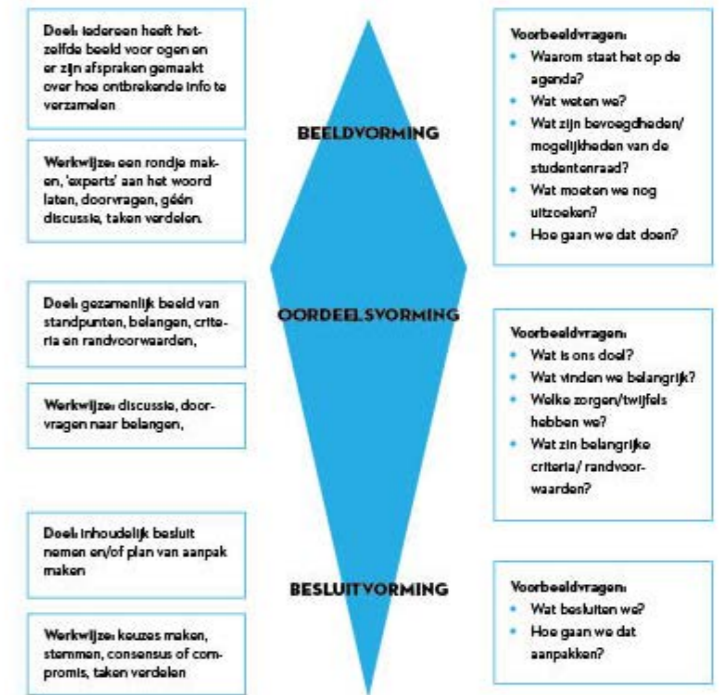 Doel: iedereen heeft het-
zelfde beeld voor ogen en
er zijn afspraken gemaakt
over hoe ontbrekende info te
verzamelen
Werkwijze: een rondje mak-
en, 'experts' aan het woord
laten, doorvragen, géén
discussie, taken verdelen.
BEELDVORMING
Voorbeeldvragen:
• Waarom staat het op de
agenda?
• Wat weten we?
• Wat zijn bevoegdheden/
mogelijkheden van de
studentenraad?
• Wat moeten we nog
uitzoeken?
• Hoe gaan we dat doen?
Doel: gezamenlijk beeld van
standpunten, belangen, crite-
ria en randvoorwaarden,
Werkwijze: discussie, door-
vragen naar belangen,
OORDEELSVORMING
Voorbeeldvragen:
• Wat is ons doel?
• Wat vinden we belangrijk?
• Welke zorgen/twijfels
hebben we?
• Wat zin belangrijke
criteria/ randvoor-
waarden?
Doel: inhoudelijk besluit
nemen en/of plan van aanpak
maken
Werkwijze: keuzes maken,
stemmen, consensus of com-
promis, taken verdelen
BESLUITVORMING
Voorbeeldvragen:
• Wat besluiten we?
• Hoe gaan we dat
aanpakken?